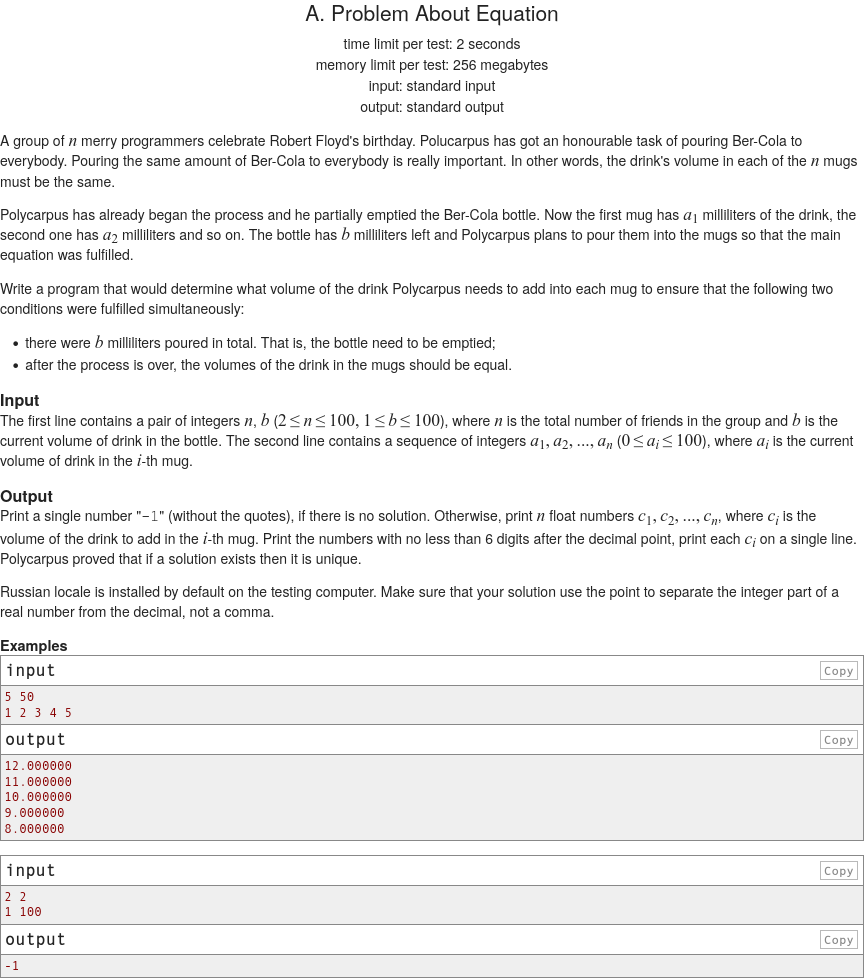 A. Problem About Equation
time limit per test: 2 seconds
memory limit per test: 256 megabytes
input: standard input
output: standard output
A group of n merry programmers celebrate Robert Floyd's birthday. Polucarpus has got an honourable task of pouring Ber-Cola to
everybody. Pouring the same amount of Ber-Cola to everybody is really important. In other words, the drink's volume in each of the n mugs
must be the same.
Polycarpus has already began the process and he partially emptied the Ber-Cola bottle. Now the first mug has a1 milliliters of the drink, the
second one has a2 milliliters and so on. The bottle has b milliliters left and Polycarpus plans to pour them into the mugs so that the main
equation was fulfilled.
Write a program that would determine what volume of the drink Polycarpus needs to add into each mug to ensure that the following two
conditions were fulfilled simultaneously:
• there were b milliliters poured in total. That is, the bottle need to be emptied;
• after the process is over, the volumes of the drink in the mugs should be equal.
Input
The first line contains a pair of integers n, b (2 ≤ n ≤ 100, 1 ≤ b ≤ 100), where n is the total number of friends in the group and b is the
current volume of drink in the bottle. The second line contains a sequence of integers a1, a2, ..., an (0 ≤ ai ≤ 100), where ai is the current
volume of drink in the i-th mug.
Output
Print a single number "-1" (without the quotes), if there is no solution. Otherwise, print n float numbers c1, c2, ..., cn, where ci is the
volume of the drink to add in the i-th mug. Print the numbers with no less than 6 digits after the decimal point, print each ci on a single line.
Polycarpus proved that if a solution exists then it is unique.
Russian locale is installed by default on the testing computer. Make sure that your solution use the point to separate the integer part of a
real number from the decimal, not a comma.
Examples
input Copy
5 50
1 2 3 4 5
output Copy
12.000000
11.000000
10.000000
9.000000
8.000000
input Copy
2 2
1 100
output Copy
-1